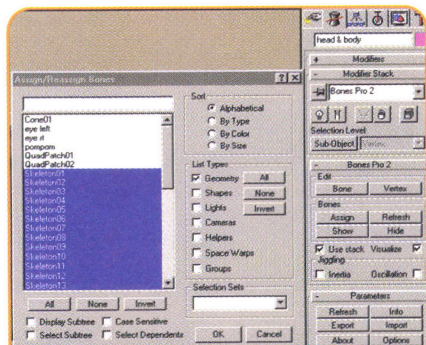 head & body
Modifiers
Modifier Stack
Bones Pro 2
Selection Level
Sub-Object Vertex
Bones Pro 2
Edit
Bone Vertex
Bones
Assign Refresh
Show Hide
Use stack Visualize
Jiggling
Inertia Oscillation
Parameters
Refresh Info
Export Import
About Options
Assign/Reassign Bones
Cone01
eye left
eye rt
pompom
QuadPatch01
QuadPatch02
Skeleton01
Skeleton02
Skeleton03
Skeleton04
Skeleton05
Skeleton06
Skeleton07
Skeleton08
Skeleton09
Skeleton10
Skeleton11
Skeleton12
Skeleton13
All None Invert
Display Subtree Case Sensitive
Select Subtree Select Dependents
Sort
Alphabetical
By Type
By Color
By Size
List Types
Geometry All
Shapes None
Lights Invert
Cameras
Helpers
Space Warps
Groups
Selection Sets
OK Cancel